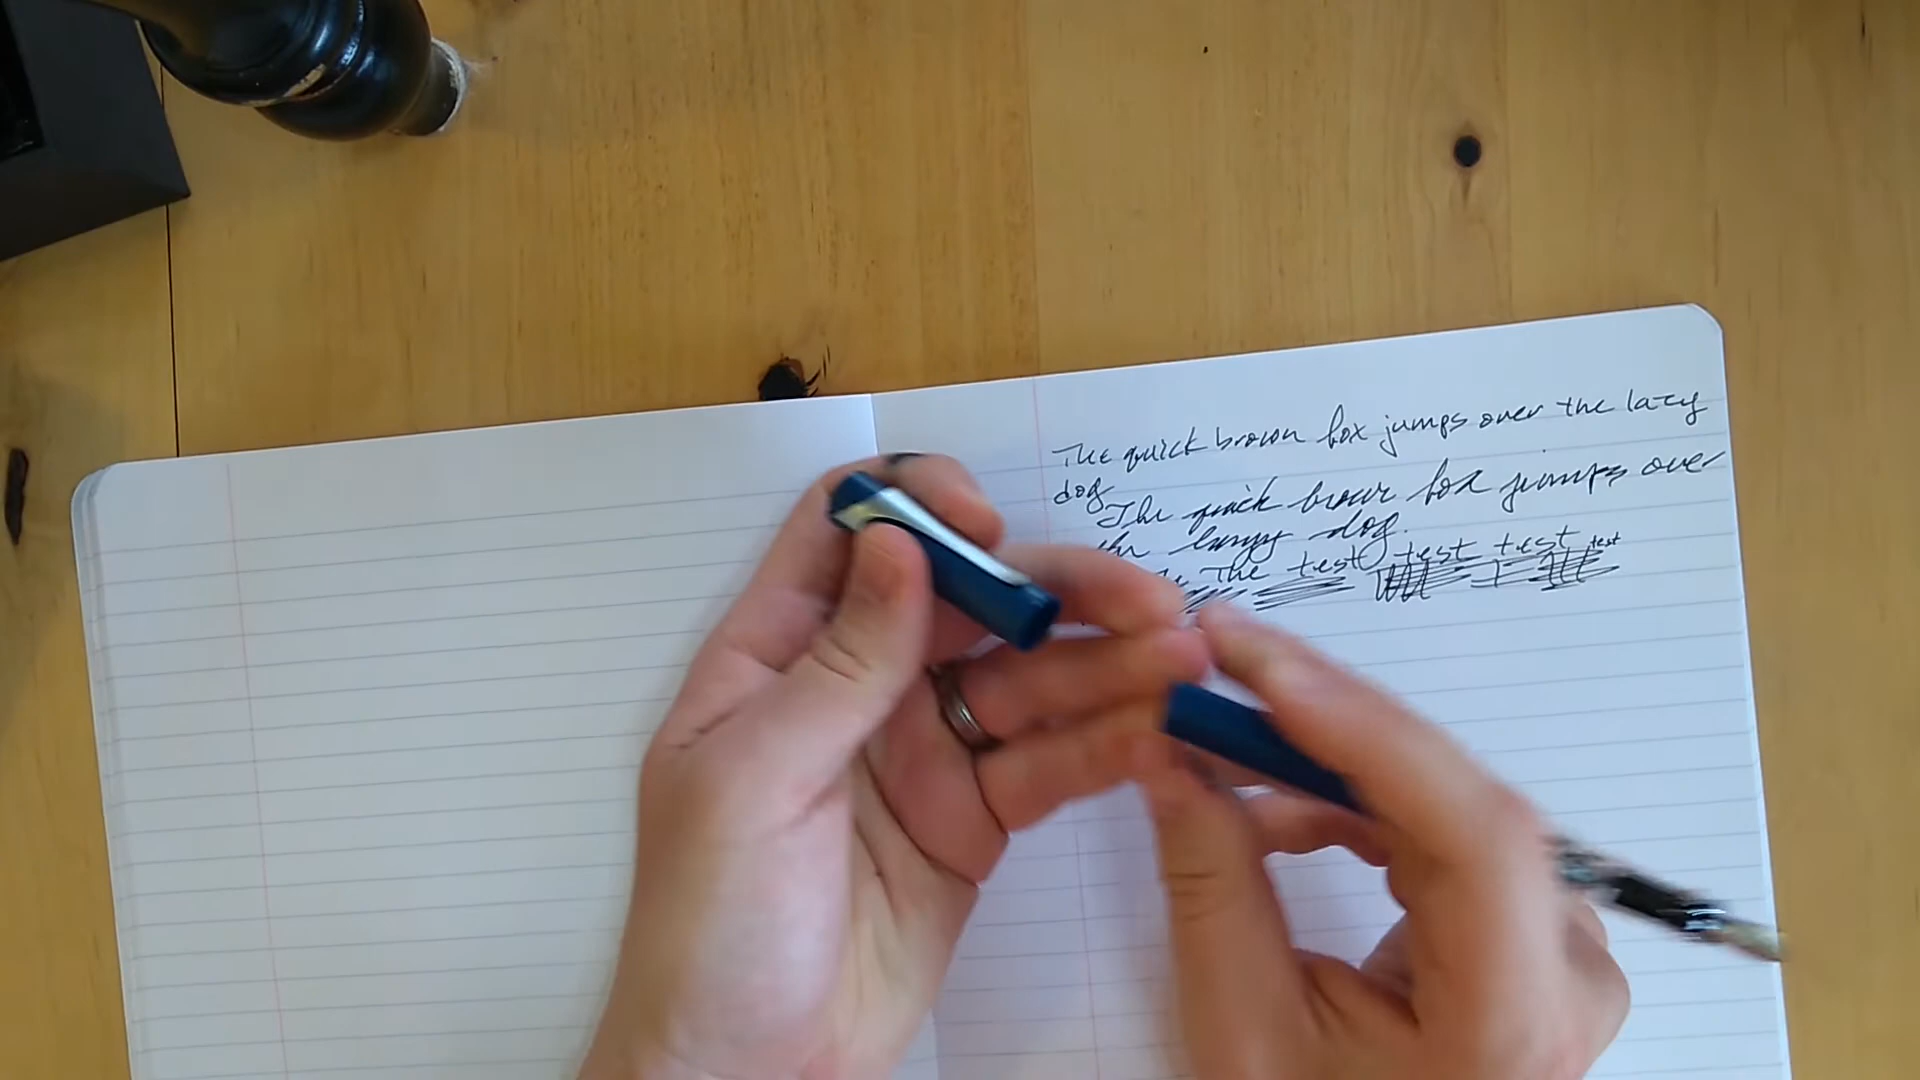 The quick brown fox jumps over the lazy
dog
The quick brown fox jumps over
the lazy dog.
The test test test test